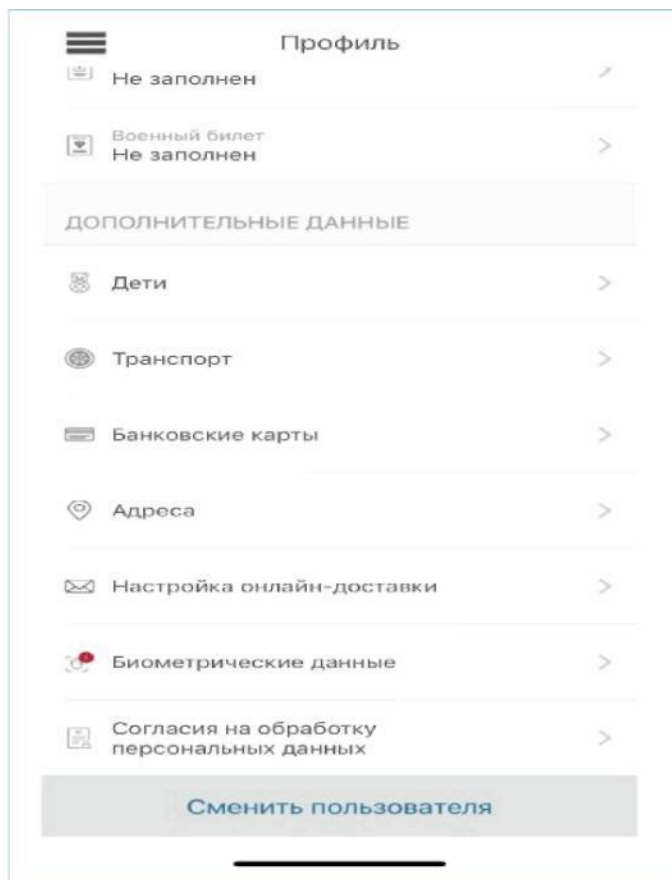 Профиль
Не заполнен
Военный билет
Не заполнен
ДОПОЛНИТЕЛЬНЫЕ ДАННЫЕ
Дети
Транспорт
Банковские карты
Адреса
Настройка онлайн-доставки
Биометрические данные
Согласия на обработку
персональных данных
Сменить пользователя